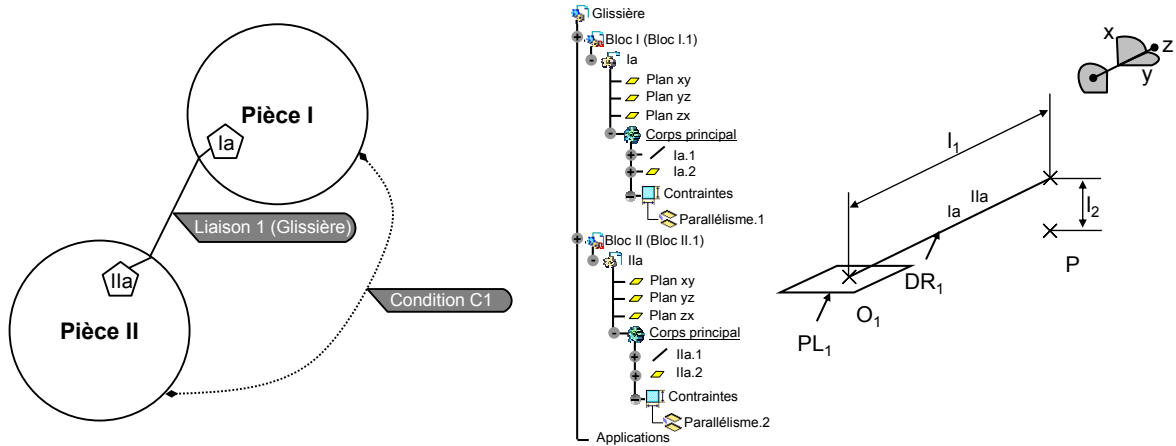 Pièce I
Ia
Liaison 1 (Glissière)
IIa
Pièce II
Condition C1
Glissière
Bloc I (Bloc I.1)
Ia
Plan xy
Plan yz
Plan zx
Corps principal
Ia.1
Ia.2
Contraintes
Parallélisme.1
Bloc II (Bloc II.1)
IIa
Plan xy
Plan yz
Plan zx
Corps principal
IIa.1
IIa.2
Contraintes
Parallélisme.2
Applications
x
z
y
l1
Ia IIa
l2
P
DR1
O1
PL1